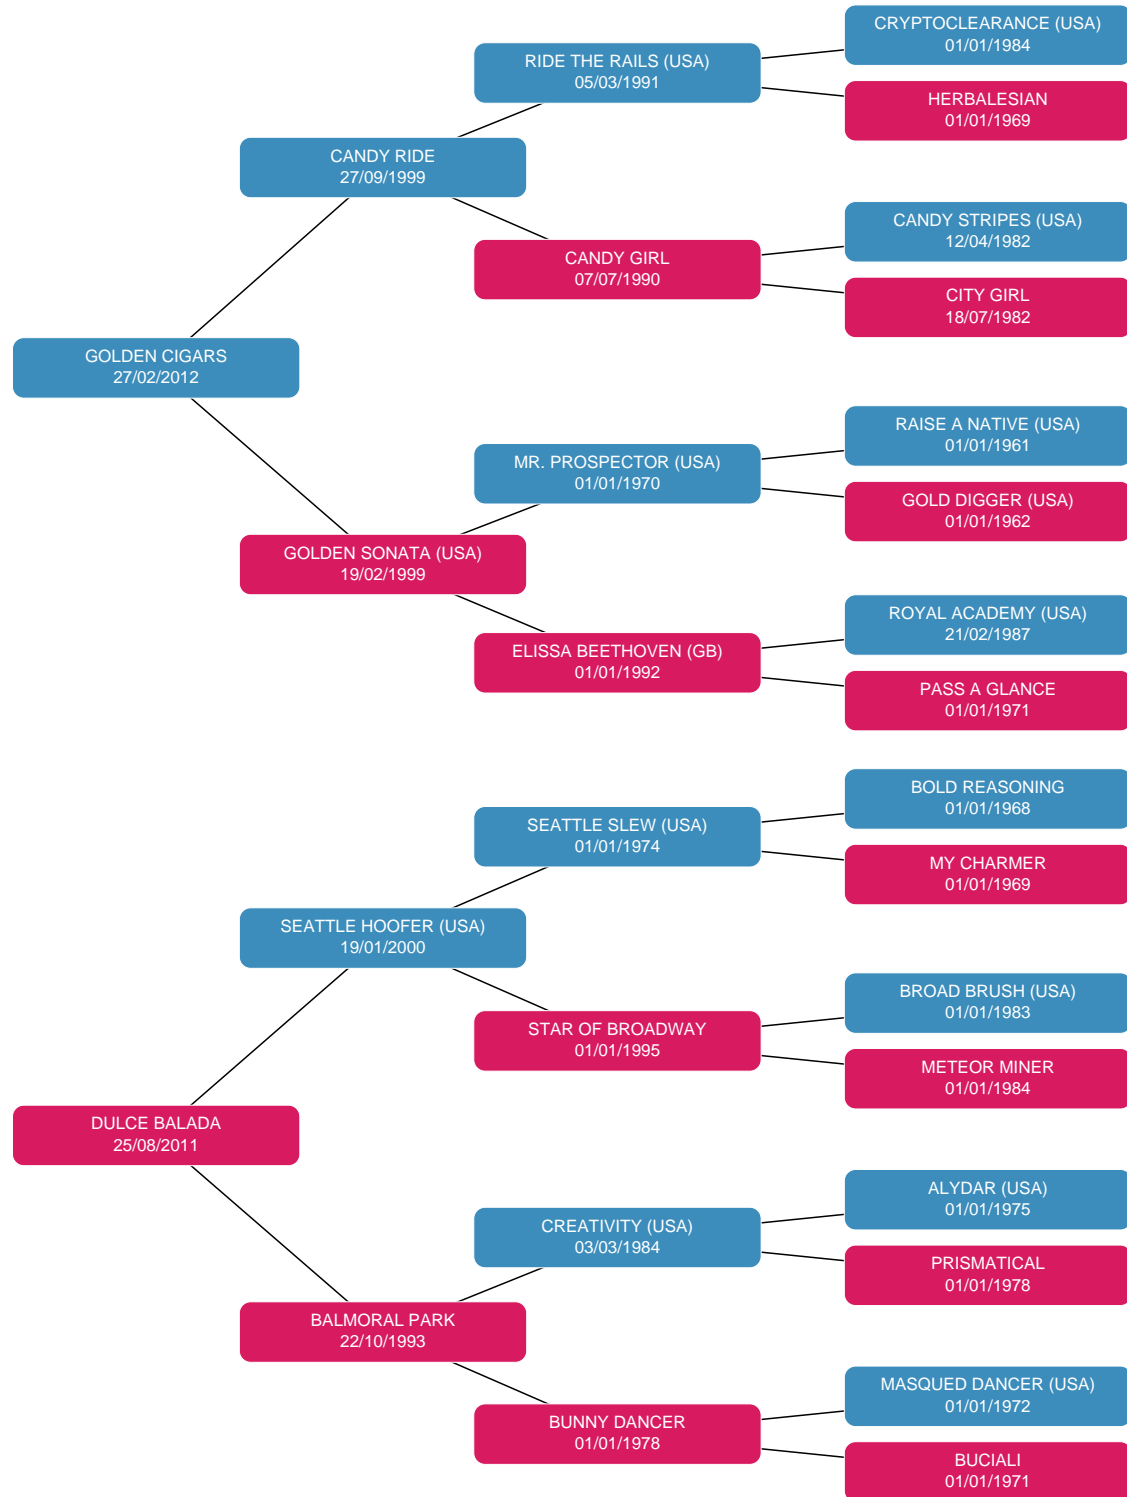 CRYPTOCLEARANCE (USA)
01/01/1984
RIDE THE RAILS (USA)
05/03/1991
HERBALESIAN
01/01/1969
CANDY RIDE
27/09/1999
CANDY STRIPES (USA)
12/04/1982
CANDY GIRL
07/07/1990
CITY GIRL
18/07/1982
GOLDEN CIGARS
27/02/2012
RAISE A NATIVE (USA)
01/01/1961
MR. PROSPECTOR (USA)
01/01/1970
GOLD DIGGER (USA)
01/01/1962
GOLDEN SONATA (USA)
19/02/1999
ROYAL ACADEMY (USA)
21/02/1987
ELISSA BEETHOVEN (GB)
01/01/1992
PASS A GLANCE
01/01/1971
BOLD REASONING
01/01/1968
SEATTLE SLEW (USA)
01/01/1974
MY CHARMER
01/01/1969
SEATTLE HOOFER (USA)
19/01/2000
BROAD BRUSH (USA)
01/01/1983
STAR OF BROADWAY
01/01/1995
METEOR MINER
01/01/1984
DULCE BALADA
25/08/2011
ALYDAR (USA)
01/01/1975
CREATIVITY (USA)
03/03/1984
PRISMATICAL
01/01/1978
BALMORAL PARK
22/10/1993
MASQUED DANCER (USA)
01/01/1972
BUNNY DANCER
01/01/1978
BUCIALI
01/01/1971